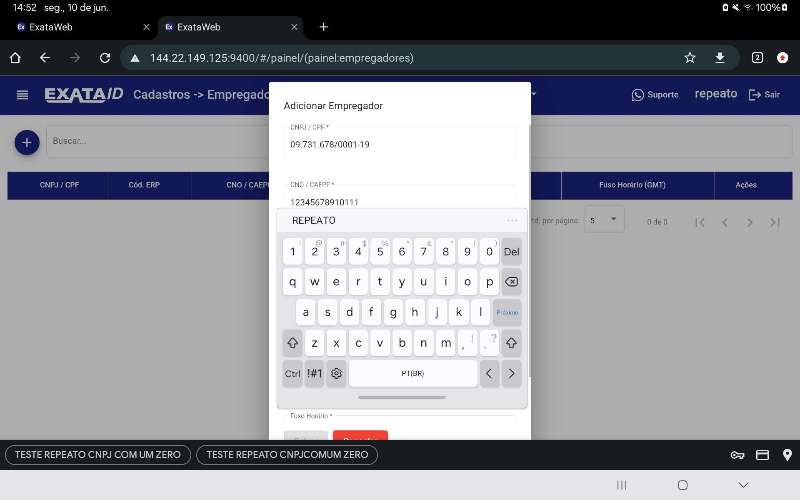 14:52 seg., 10 de jun. 100%
ExataWeb
ExataWeb
144.22.149.125:9400/#/painel/(painel:empregadores) 2
EXATAID Cadastros -> Empregado Suporte repeato Sair
Adicionar Empregador
CNPJ / CPF *
09.731.678/0001-19
Buscar...
CNPJ / CPF Cód. ERP CNO / CAEPF Fuso Horário (GMT) Ações
CNO / CAEPF *
12345678910111
por página: 5 0 de 0
REPEATO ...
1 2 3 4 5 6 7 8 9 0 Del
q w e r t y u i o p
a s d f g h j k l Próximo
z x c v b n m , ! . ?
Ctrl !#1 PT(BR) < >
Fuso Horário *
TESTE REPEATO CNPJ COM UM ZERO
TESTE REPEATO CNPJCOMUM ZERO